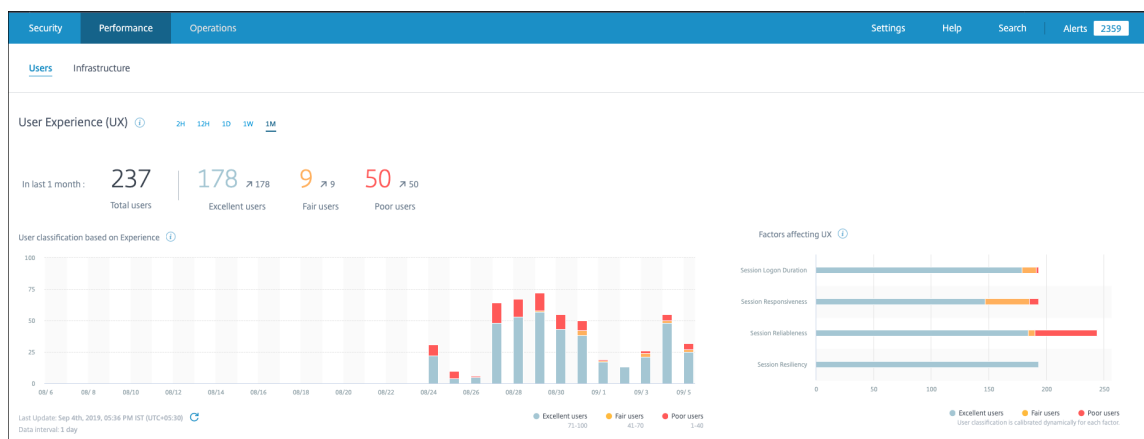 Security Performance Operations Settings Help Search Alerts 2359
Users Infrastructure
User Experience (UX) i 2H 12H 1D 1W 1M
In last 1 month : 237 178 178 9 9 50 50
Total users Excellent users Fair users Poor users
User classification based on Experience i
100
75
50
25
0
08/ 6 08/ 8 08/10 08/12 08/14 08/16 08/18 08/20 08/22 08/24 08/26 08/28 08/30 09/ 1 09/ 3 09/ 5
Last Update: Sep 4th, 2019, 05:36 PM IST (UTC+05:30)
Data interval: 1 day
Excellent users Fair users Poor users
71-100 41-70 1-40
Factors affecting UX i
Session Logon Duration
Session Responsiveness
Session Reliableness
Session Resiliency
0 50 100 150 200 250
Excellent users Fair users Poor users
User classification is calibrated dynamically for each factor.